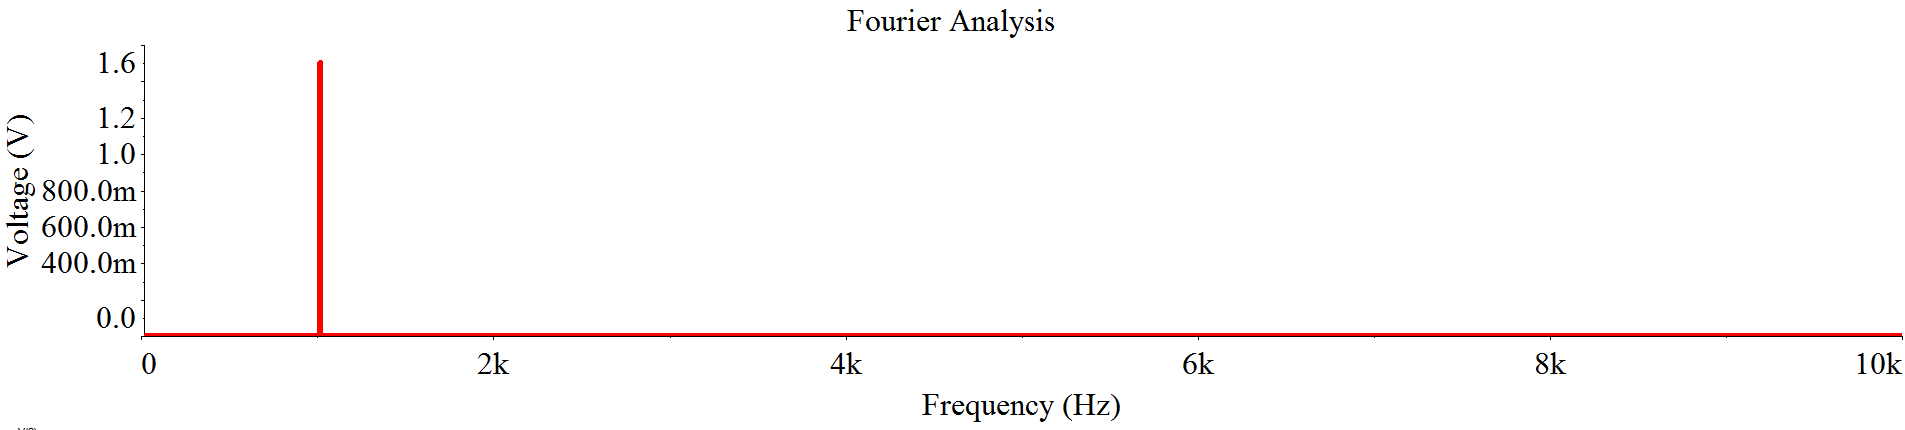 Fourier Analysis
1.6
1.2
1.0
800.0m
600.0m
400.0m
0.0
Voltage (V)
0 2k 4k 6k 8k 10k
Frequency (Hz)